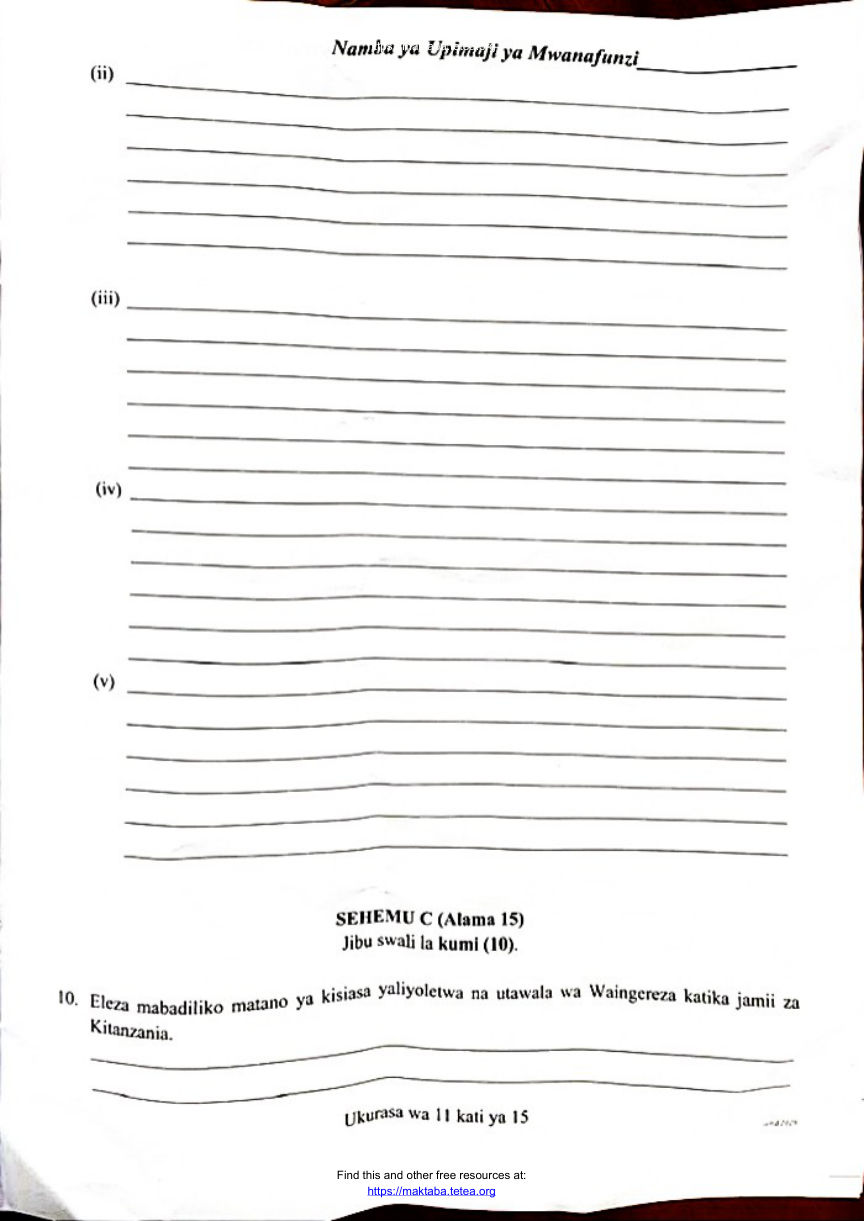 Namba ya Upimaji ya Mwanafunzi
(ii)
(iii)
(iv)
(v)
SEHEMU C (Alama 15)
Jibu swali la kumi (10).
10. Eleza mabadiliko matano ya kisiasa yaliyoletwa na utawala wa Waingereza katika jamii za
Kitanzania.
Ukurasa wa 11 kati ya 15
Find this and other free resources at:
https://maktaba.tetea.org